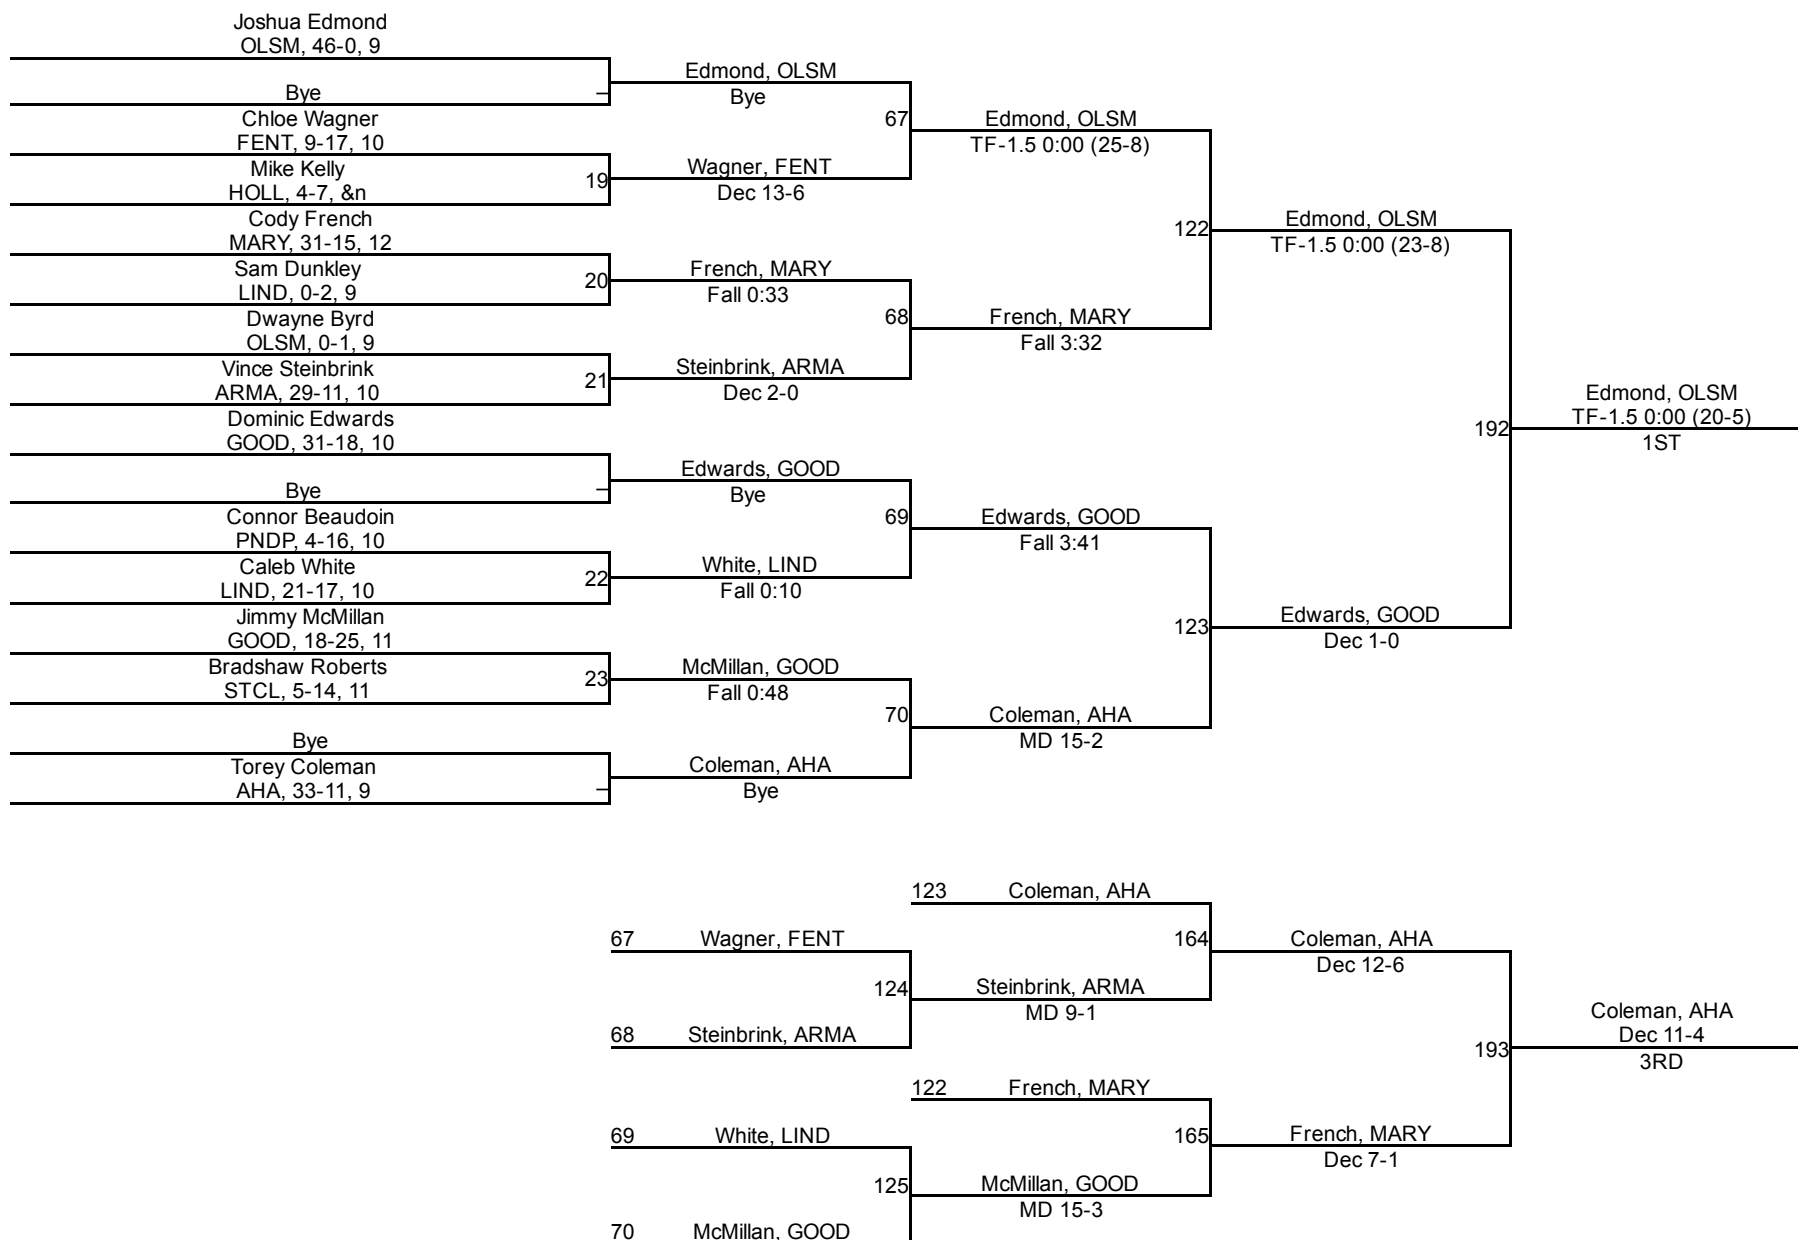 Joshua Edmond
OLSM, 46-0, 9
Bye
–
Edmond, OLSM
Bye
Chloe Wagner
FENT, 9-17, 10
67
Edmond, OLSM
TF-1.5 0:00 (25-8)
Mike Kelly
HOLL, 4-7, &n
19
Wagner, FENT
Dec 13-6
Cody French
MARY, 31-15, 12
122
Edmond, OLSM
TF-1.5 0:00 (23-8)
Sam Dunkley
LIND, 0-2, 9
20
French, MARY
Fall 0:33
Dwayne Byrd
OLSM, 0-1, 9
68
French, MARY
Fall 3:32
Vince Steinbrink
ARMA, 29-11, 10
21
Steinbrink, ARMA
Dec 2-0
Dominic Edwards
GOOD, 31-18, 10
192
Edmond, OLSM
TF-1.5 0:00 (20-5)
1ST
Bye
–
Edwards, GOOD
Bye
Connor Beaudoin
PNDP, 4-16, 10
69
Edwards, GOOD
Fall 3:41
Caleb White
LIND, 21-17, 10
22
White, LIND
Fall 0:10
Jimmy McMillan
GOOD, 18-25, 11
123
Edwards, GOOD
Dec 1-0
Bradshaw Roberts
STCL, 5-14, 11
23
McMillan, GOOD
Fall 0:48
70
Coleman, AHA
MD 15-2
Bye
Torey Coleman
AHA, 33-11, 9
–
Coleman, AHA
Bye
123 Coleman, AHA
67 Wagner, FENT
164
Coleman, AHA
Dec 12-6
124
Steinbrink, ARMA
MD 9-1
68 Steinbrink, ARMA
193
Coleman, AHA
Dec 11-4
3RD
122 French, MARY
69 White, LIND
165
French, MARY
Dec 7-1
125
McMillan, GOOD
MD 15-3
70 McMillan, GOOD